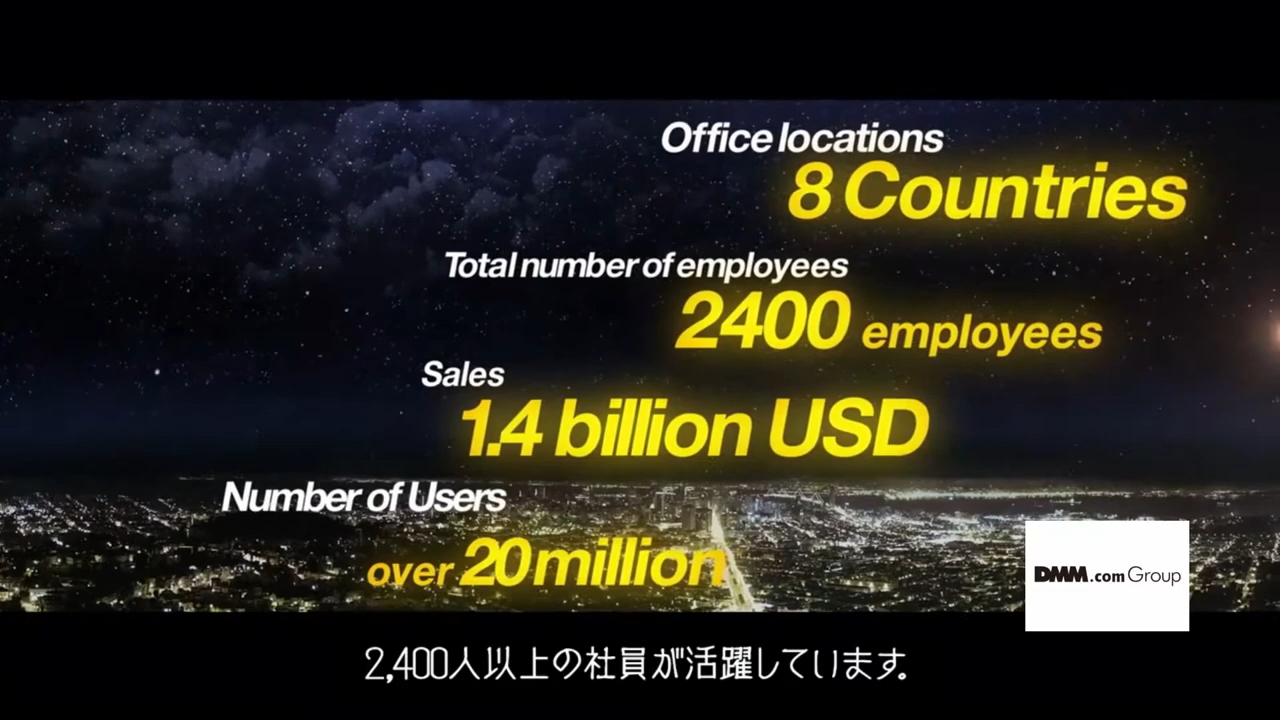 Office locations
8 Countries
Total number of employees
2400 employees
Sales
1.4 billion USD
Number of Users
over 20 million
DMM.com Group
2,400人以上の社員が活躍しています。